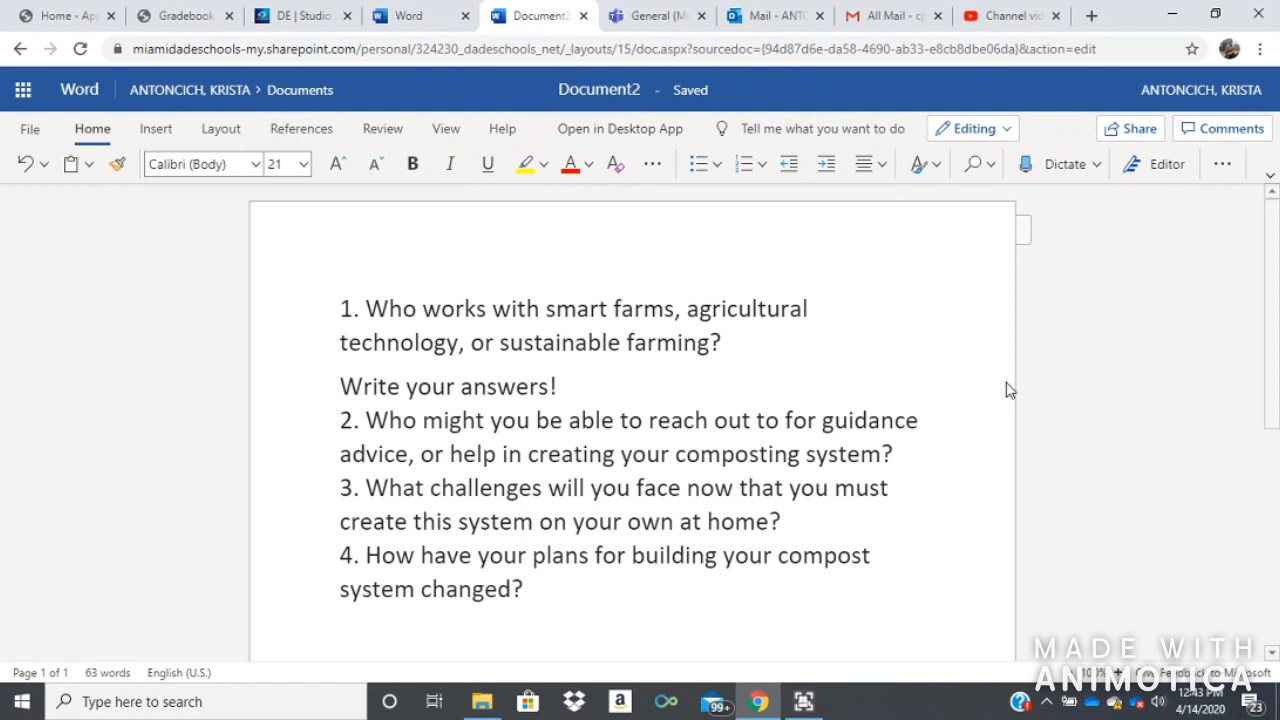 Home - Ap
Gradebook
DE | Studio
Word
Document2
General (M
Mail - ANTO
All Mail - cp
Channel vid
miamidadeschools-my.sharepoint.com/personal/324230_dadeschools_net/_layouts/15/doc.aspx?sourcedoc={94d87d6e-da58-4690-ab33-e8cb8dbe06da}&action=edit
Word ANTONCICH, KRISTA > Documents Document2 - Saved ANTONCICH, KRISTA
File Home Insert Layout References Review View Help Open in Desktop App Tell me what you want to do Editing Share Comments
Calibri (Body) 21 A A B I U A A Dictate Editor
1. Who works with smart farms, agricultural
technology, or sustainable farming?
Write your answers!
2. Who might you be able to reach out to for guidance
advice, or help in creating your composting system?
3. What challenges will you face now that you must
create this system on your own at home?
4. How have your plans for building your compost
system changed?
MADE WITH
ANIMOTICA
Page 1 of 1 63 words English (U.S.) 100% Give Feedback to Microsoft
Type here to search
99+
12:43 PM
4/14/2020
23